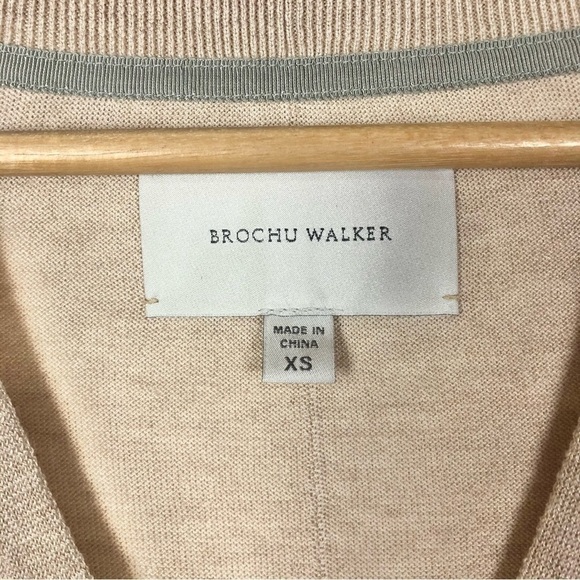 BROCHU WALKER
MADE IN
CHINA
XS